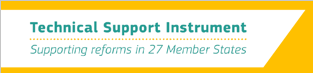 Technical Support Instrument
Supporting reforms in 27 Member States